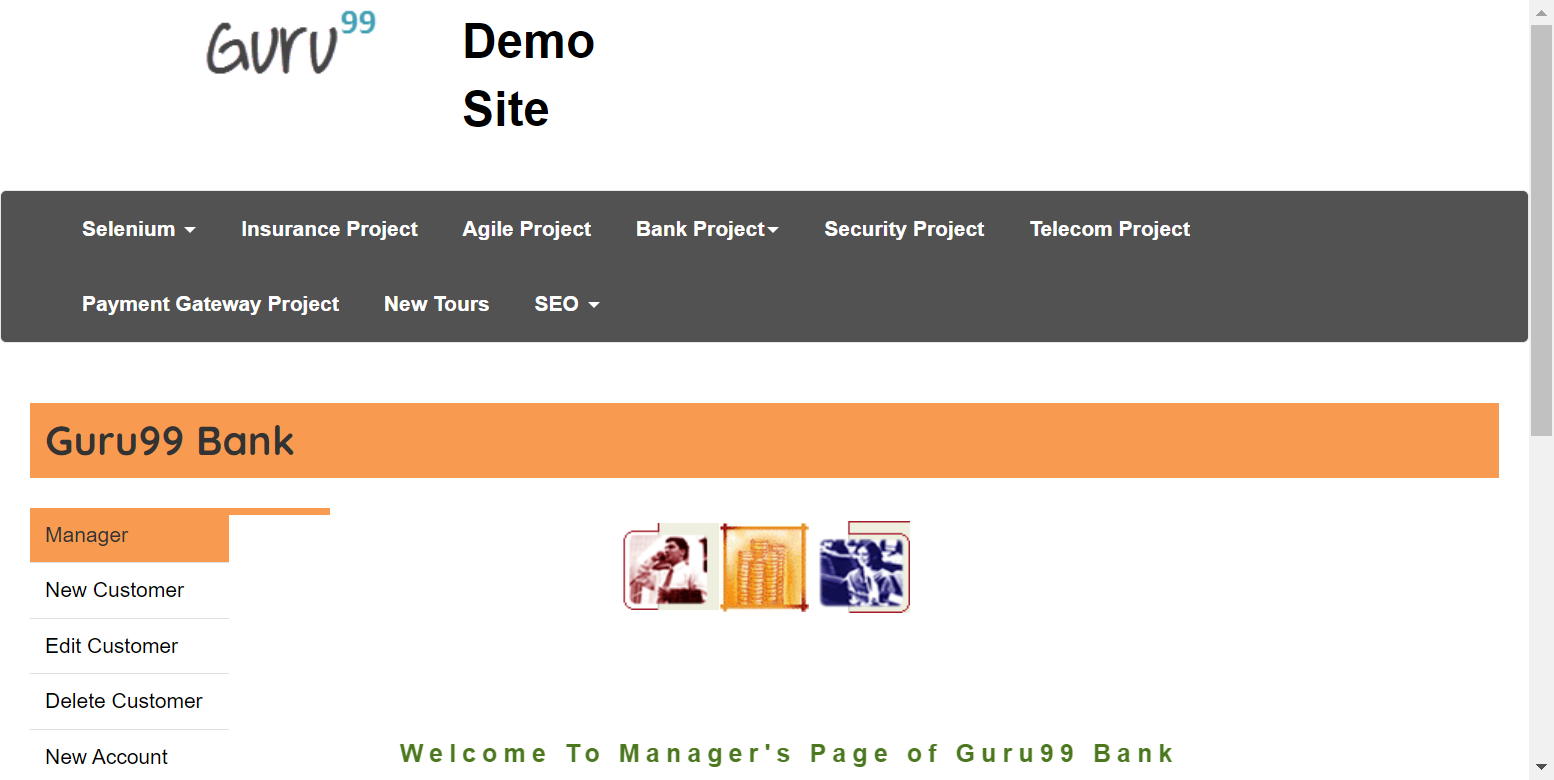 Guru99
Demo
Site
Selenium Insurance Project Agile Project Bank Project Security Project Telecom Project
Payment Gateway Project New Tours SEO
Guru99 Bank
Manager
New Customer
Edit Customer
Delete Customer
New Account
Welcome To Manager's Page of Guru99 Bank